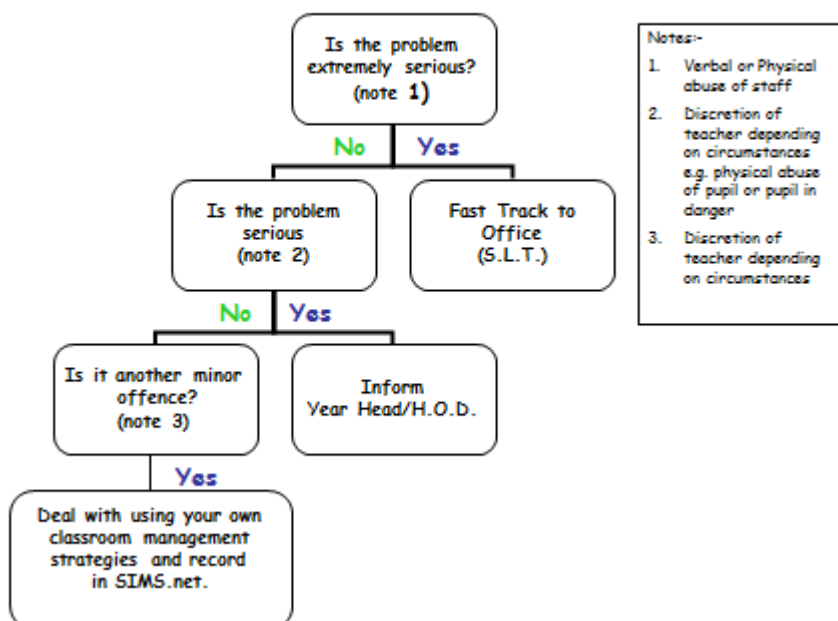 Is the problem
extremely serious?
(note 1)
No Yes
Is the problem
serious
(note 2)
Fast Track to
Office
(S.L.T.)
No Yes
Is it another minor
offence?
(note 3)
Inform
Year Head/H.O.D.
Yes
Deal with using your own
classroom management
strategies and record
in SIMS.net.
Notes:-
1. Verbal or Physical
abuse of staff
2. Discretion of
teacher depending
on circumstances
e.g. physical abuse
of pupil or pupil in
danger
3. Discretion of
teacher depending
on circumstances